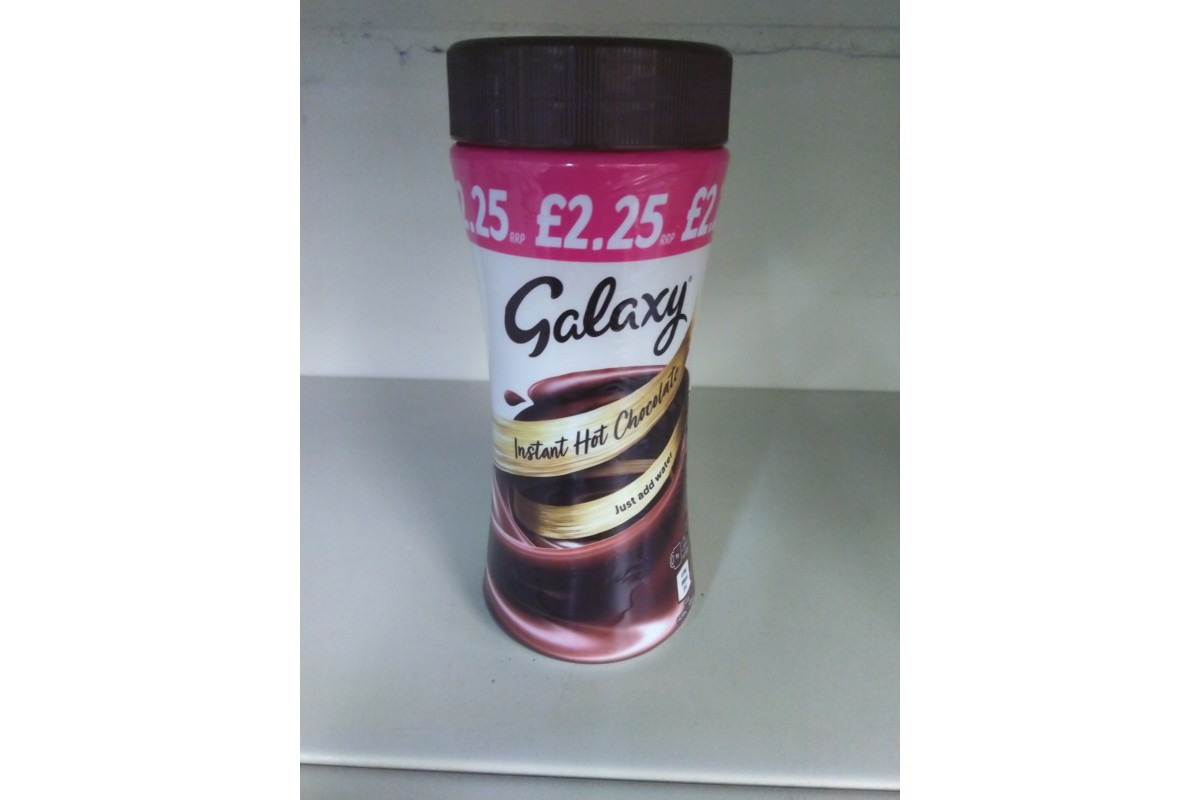 .25 RRP £2.25 RRP £2.
Galaxy
Instant Hot Chocolate
Just add water